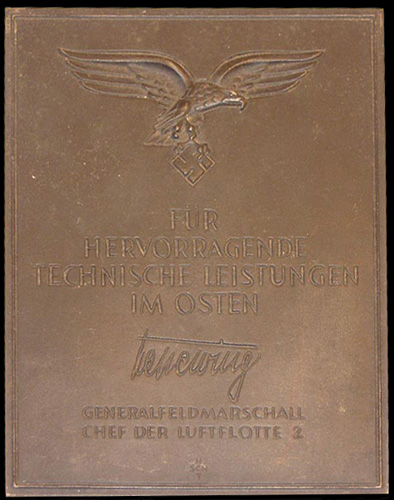 FÜR
HERVORRAGENDE
TECHNISCHE LEISTUNGEN
IM OSTEN
Kesselring
GENERALFELDMARSCHALL
CHEF DER LUFTFLOTTE 2